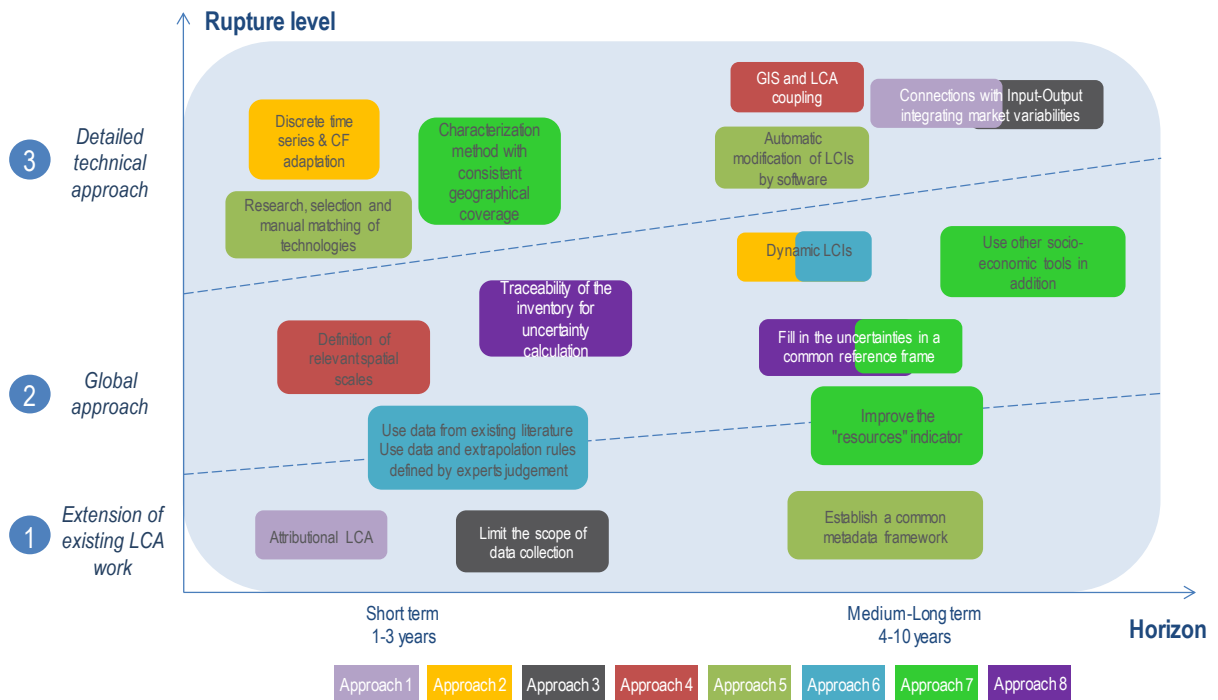 Rupture level
3
Detailed
technical
approach
Discrete time
series & CF
adaptation
Characterization
method with
consistent
geographical
coverage
Research, selection and
manual matching of
technologies
GIS and LCA
coupling
Connections with Input-Output
integrating market variabilities
Automatic
modification of LCIs
by software
2
Global
approach
Dynamic LCIs
Use other socio-
economic tools in
addition
Traceability of the
inventory for
uncertainty
calculation
Definition of
relevant spatial
scales
Fill in the uncertainties in a
common reference frame
Use data from existing literature
Use data and extrapolation rules
defined by experts judgement
Improve the
"resources" indicator
1
Extension of
existing LCA
work
Attributional LCA
Limit the scope of
data collection
Establish a common
metadata framework
Short term
1-3 years
Medium-Long term
4-10 years
Horizon
Approach 1
Approach 2
Approach 3
Approach 4
Approach 5
Approach 6
Approach 7
Approach 8